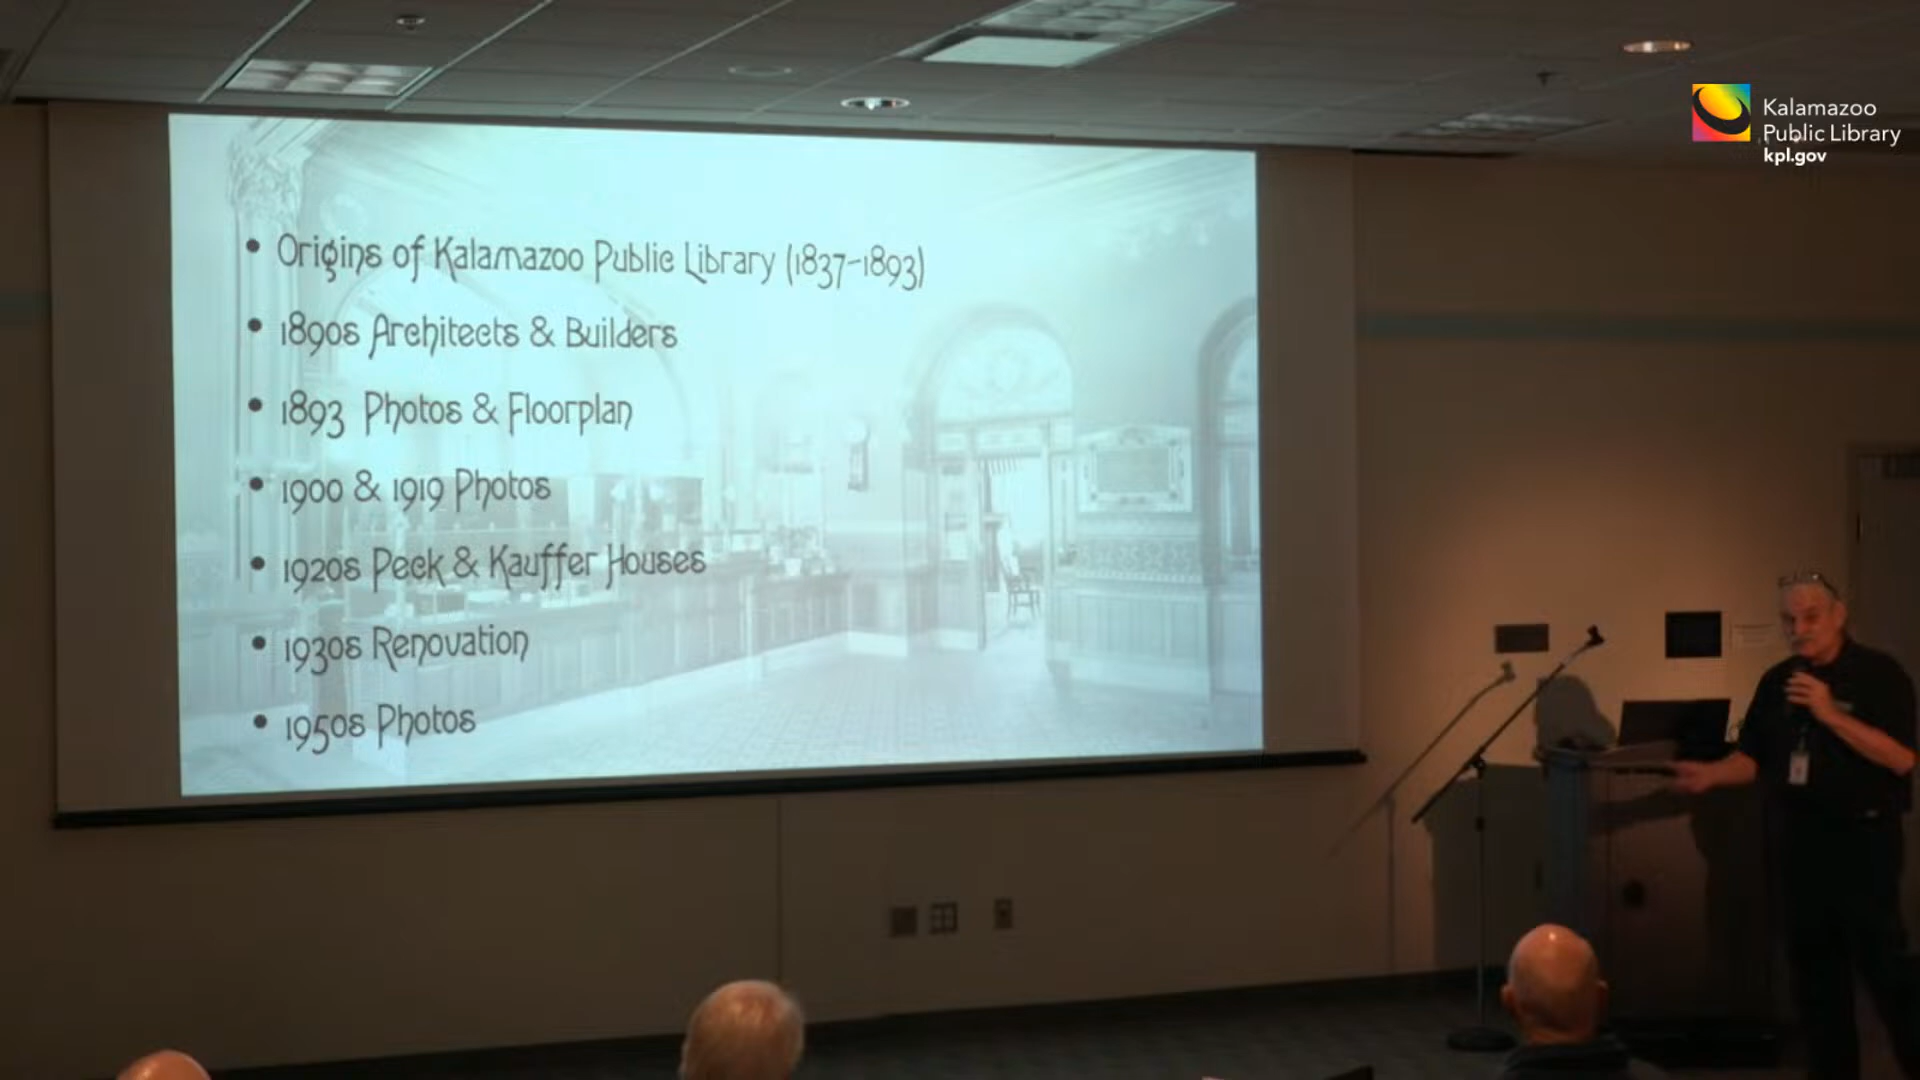 Kalamazoo
Public Library
kpl.gov
• Origins of Kalamazoo Public Library (1837-1893)
• 1890s Architects & Builders
• 1893 Photos & Floorplan
• 1900 & 1919 Photos
• 1920s Peck & Kauffer Houses
• 1930s Renovation
• 1950s Photos